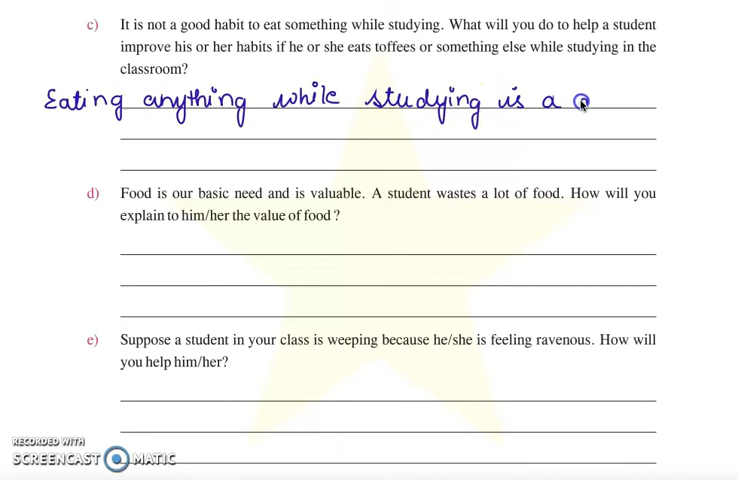 c) It is not a good habit to eat something while studying. What will you do to help a student
improve his or her habits if he or she eats toffees or something else while studying in the
classroom?
Eating anything while studying is a
d) Food is our basic need and is valuable. A student wastes a lot of food. How will you
explain to him/her the value of food ?
e) Suppose a student in your class is weeping because he/she is feeling ravenous. How will
you help him/her?
RECORDED WITH
SCREENCAST MATIC